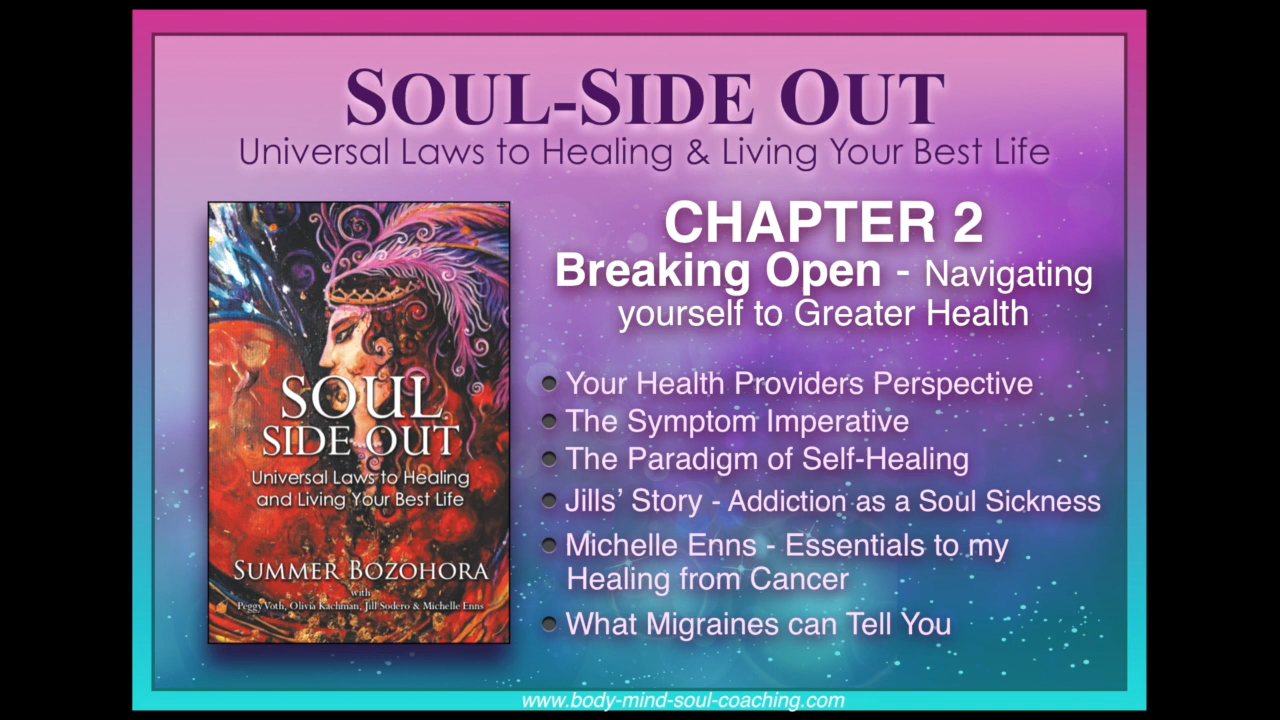 SOUL-SIDE OUT
Universal Laws to Healing & Living Your Best Life
SOUL
SIDE OUT
Universal Laws to Healing
and Living Your Best Life
SUMMER BOZOHORA
with
Peggy Voth, Olivia Kachman, Jill Sodero & Michelle Enns
CHAPTER 2
Breaking Open - Navigating
yourself to Greater Health
Your Health Providers Perspective
The Symptom Imperative
The Paradigm of Self-Healing
Jills’ Story - Addiction as a Soul Sickness
Michelle Enns - Essentials to my
Healing from Cancer
What Migraines can Tell You
www.body-mind-soul-coaching.com